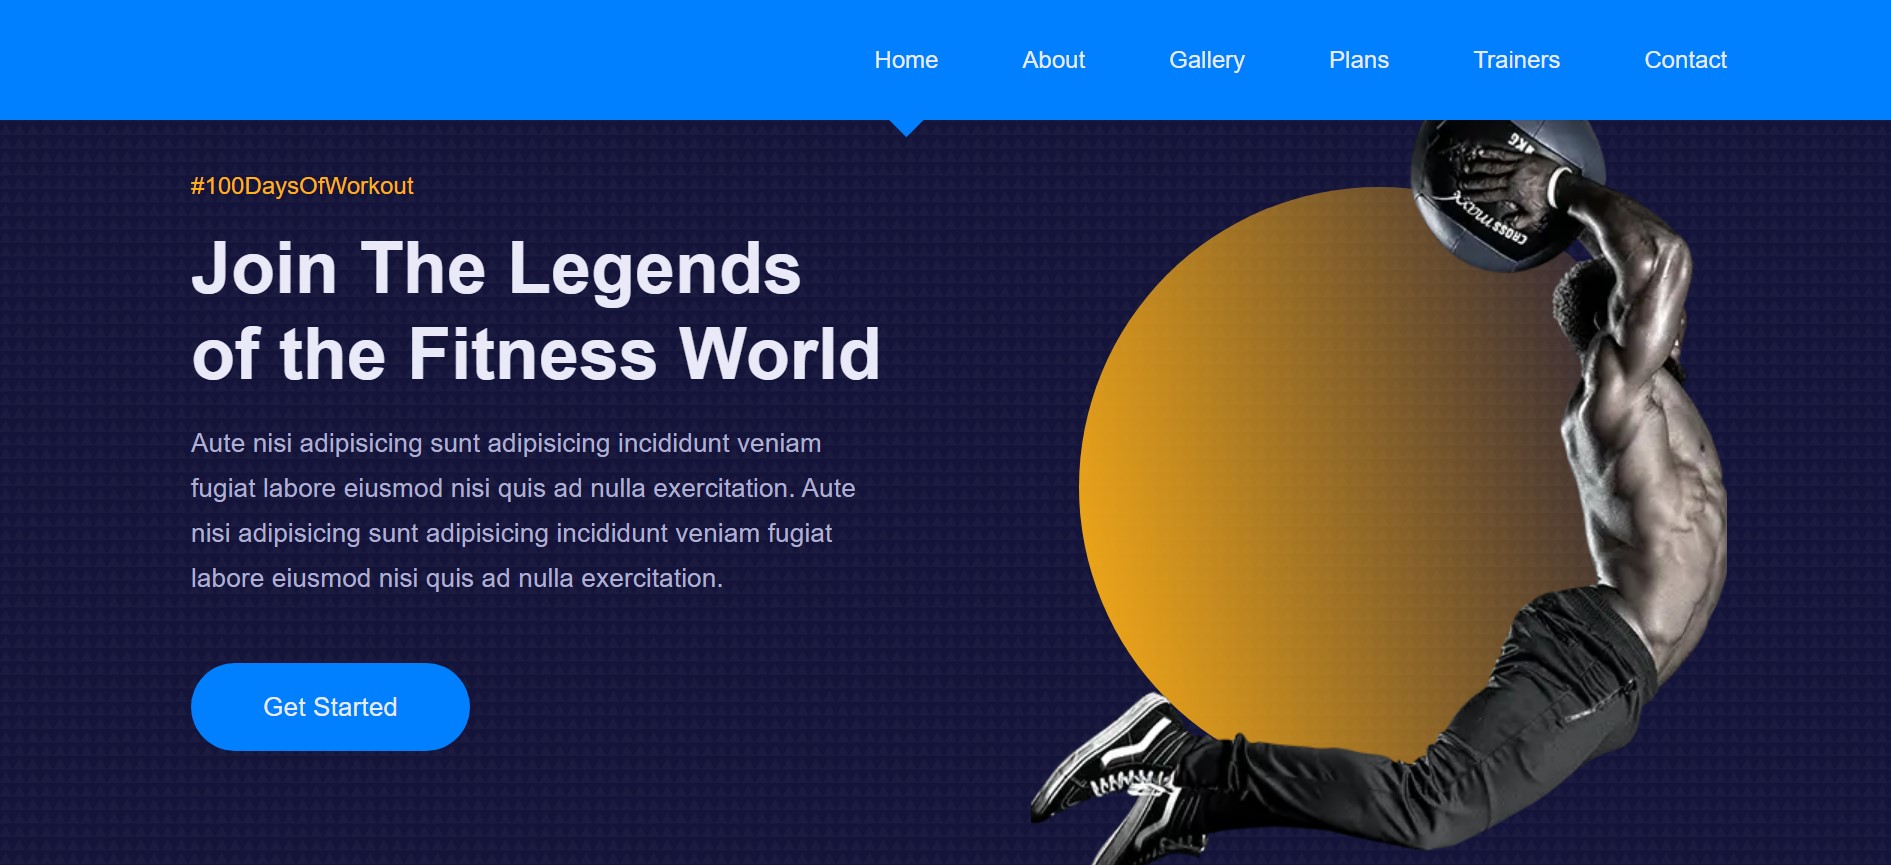 Home About Gallery Plans Trainers Contact
#100DaysOfWorkout
Join The Legends
of the Fitness World
Aute nisi adipisicing sunt adipisicing incididunt veniam
fugiat labore eiusmod nisi quis ad nulla exercitation. Aute
nisi adipisicing sunt adipisicing incididunt veniam fugiat
labore eiusmod nisi quis ad nulla exercitation.
Get Started
4KG
CROSSmaxx